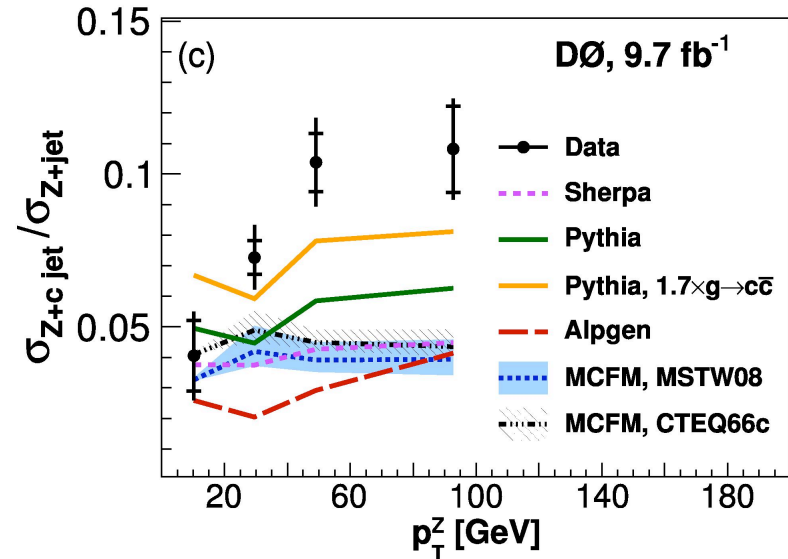 0.15
(c)
DØ, 9.7 fb⁻¹
Data
0.1
Sherpa
Pythia
Pythia, 1.7×g→cc̄
0.05
Alpgen
MCFM, MSTW08
MCFM, CTEQ66c
σZ+c jet/σZ+jet
20 60 100 140 180
pTZ [GeV]